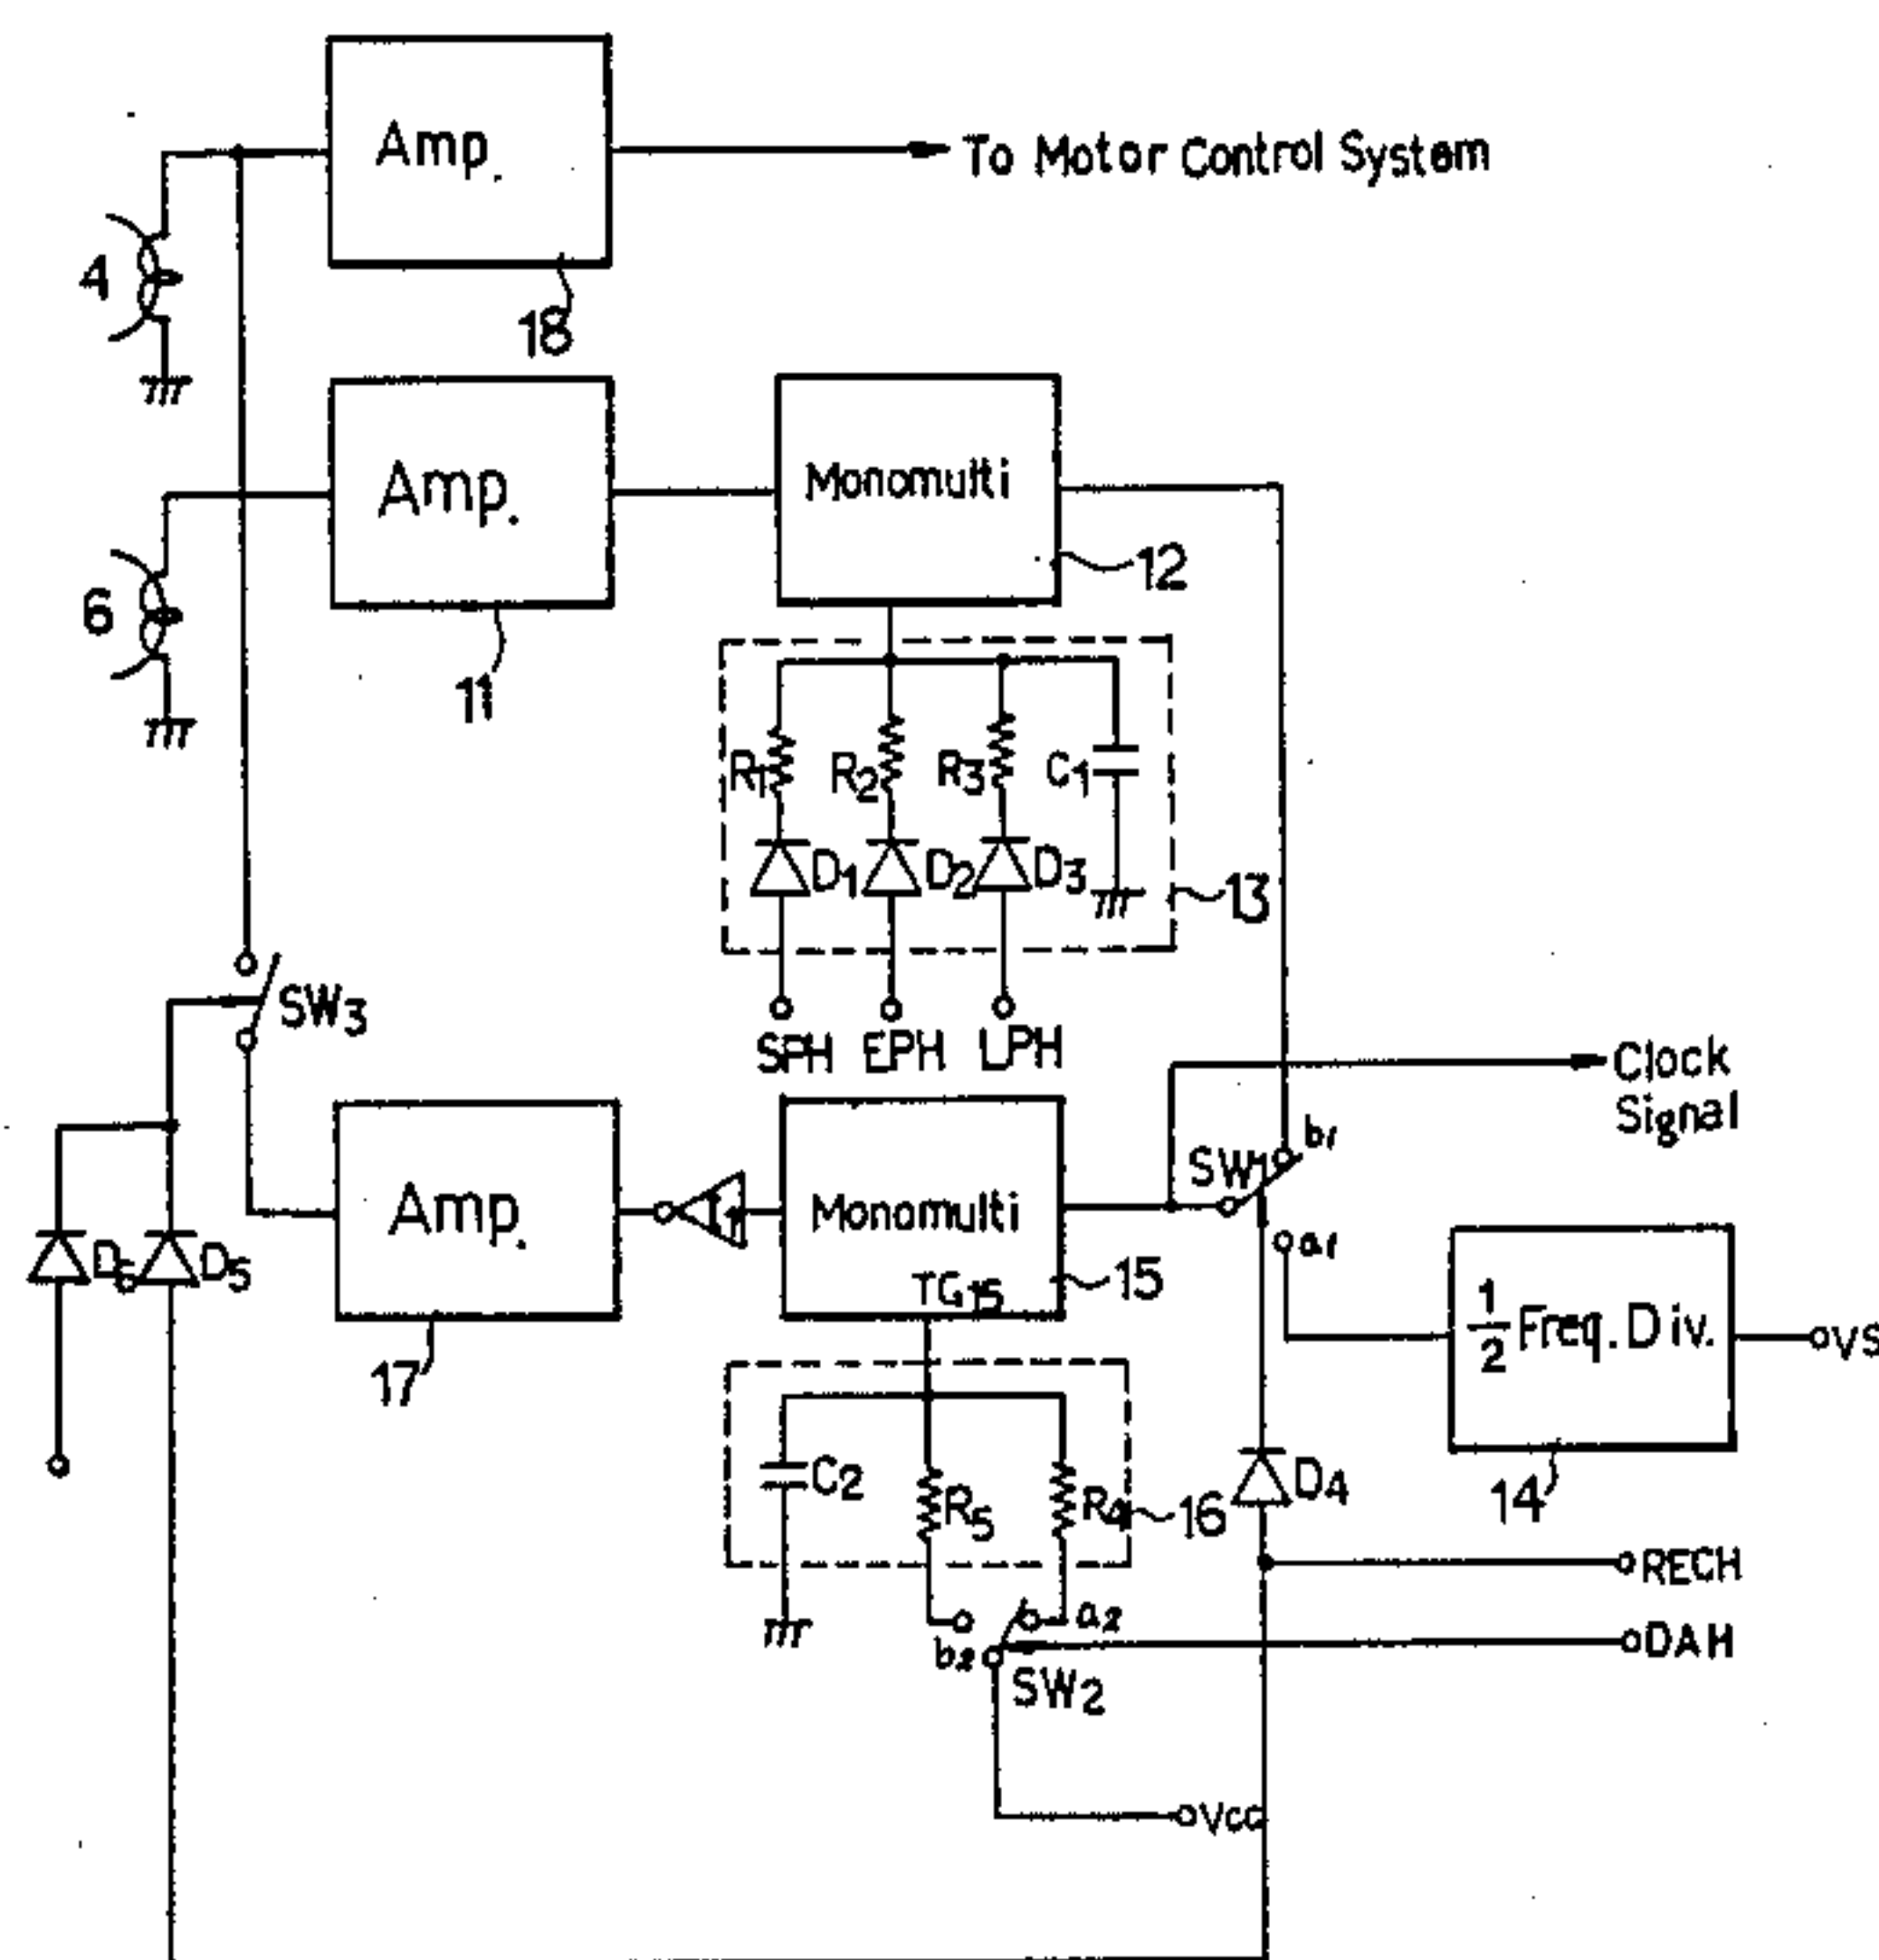 Amp.
To Motor Control System
4
18
Amp.
Monomulti
12
6
11
R1
R2
R3
C1
D1
D2
D3
13
SW3
SPH
EPH
LPH
Clock
Signal
b1
SW1
Amp.
Monomulti
a1
D5
TG15
15
1/2 Freq. Div.
VS
17
C2
R5
R4
16
D4
14
RECH
a2
b2
DAH
SW2
Vcc